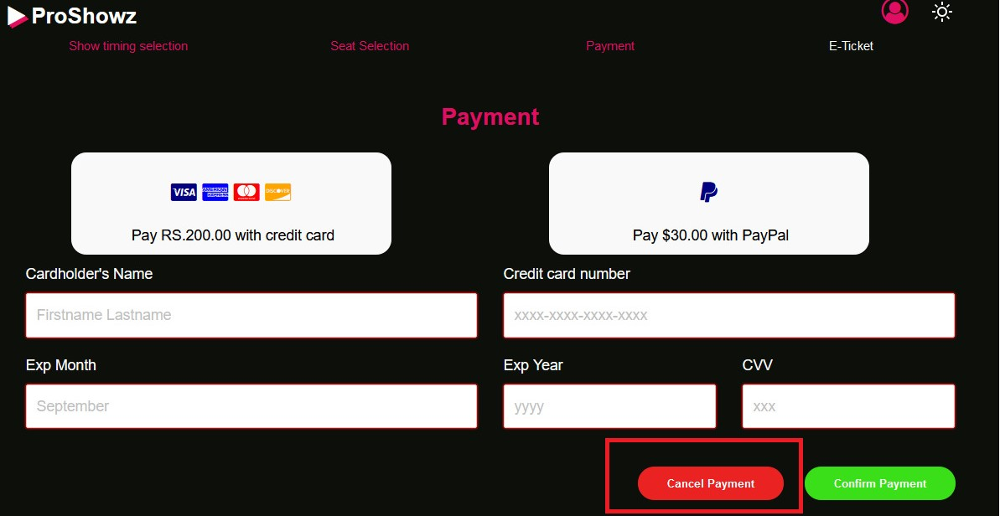 ProShowz
Show timing selection
Seat Selection
Payment
E-Ticket
Payment
VISA
AMERICAN
EXPRESS
DISCOVER
Pay RS.200.00 with credit card
Pay $30.00 with PayPal
Cardholder's Name
Credit card number
Firstname Lastname
xxxx-xxxx-xxxx-xxxx
Exp Month
Exp Year
CVV
September
yyyy
xxx
Cancel Payment
Confirm Payment